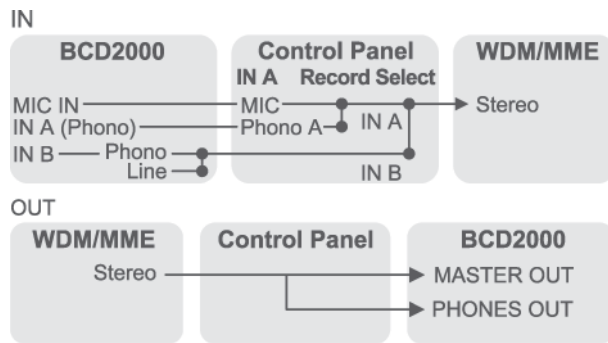 IN
BCD2000 Control Panel WDM/MME
IN A Record Select
MIC IN MIC Stereo
IN A (Phono) Phono A IN A
IN B Phono
Line IN B
OUT
WDM/MME Control Panel BCD2000
Stereo MASTER OUT
PHONES OUT